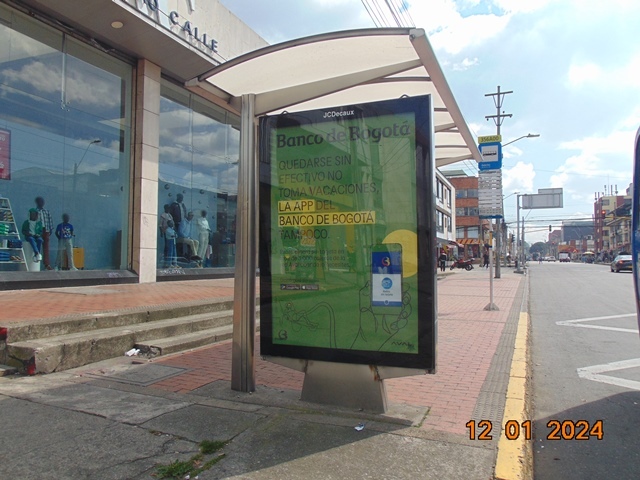 CALLE
JCDecaux
Banco de Bogotá
QUEDARSE SIN
EFECTIVO NO
TOMA VACACIONES,
LA APP DEL
BANCO DE BOGOTÁ
TAMPOCO.
12 01 2024